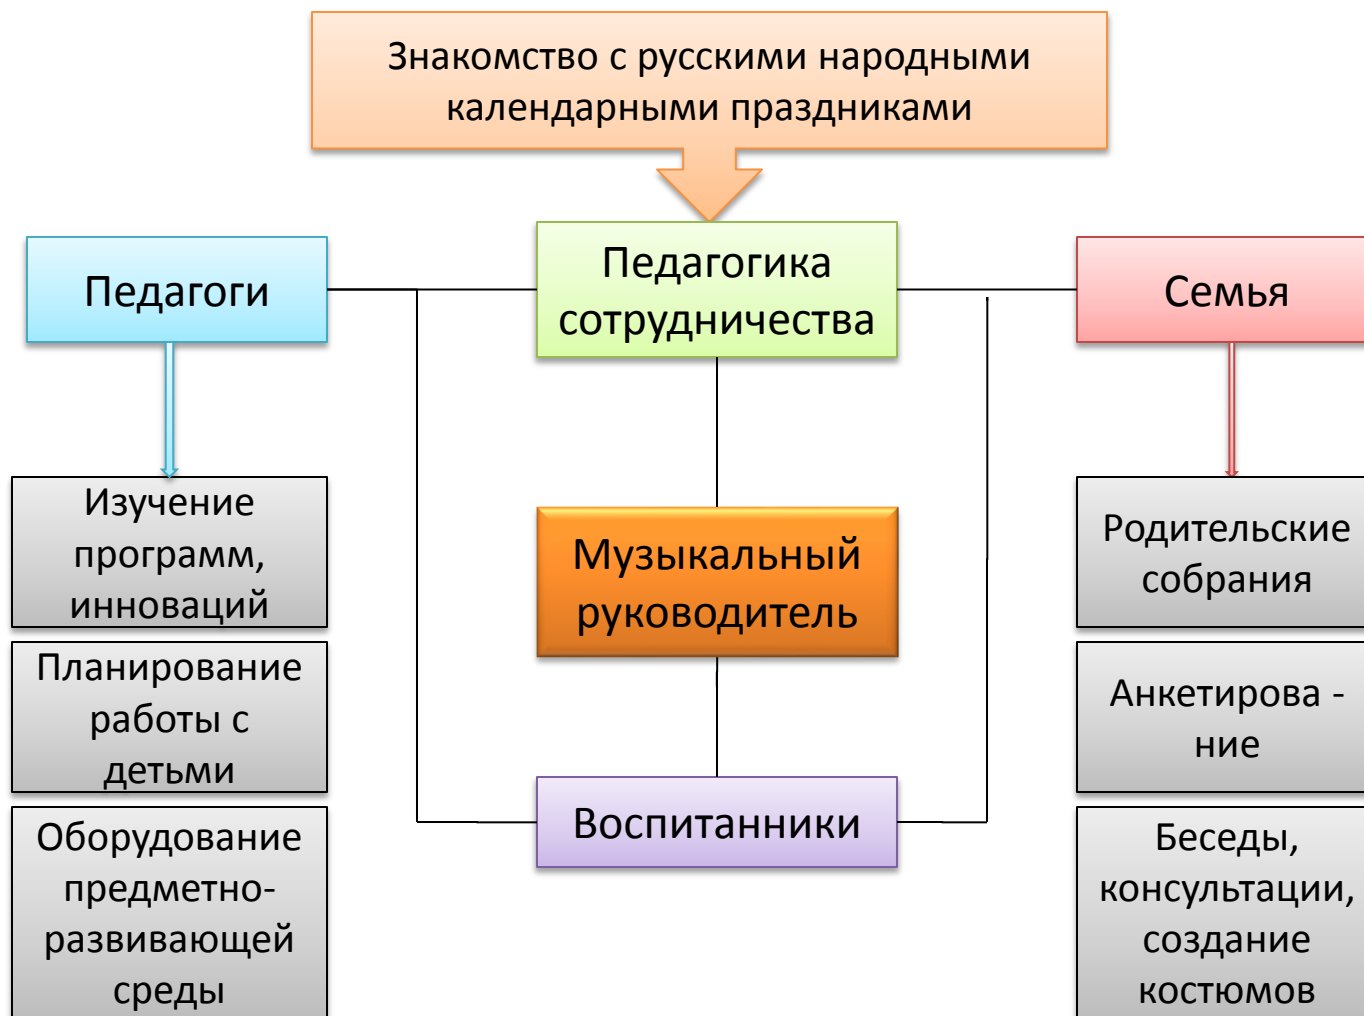 Знакомство с русскими народными
календарными праздниками
Педагоги
Педагогика
сотрудничества
Семья
Изучение
программ,
инноваций
Планирование
работы с
детьми
Оборудование
предметно-
развивающей
среды
Музыкальный
руководитель
Воспитанники
Родительские
собрания
Анкетирова -
ние
Беседы,
консультации,
создание
костюмов